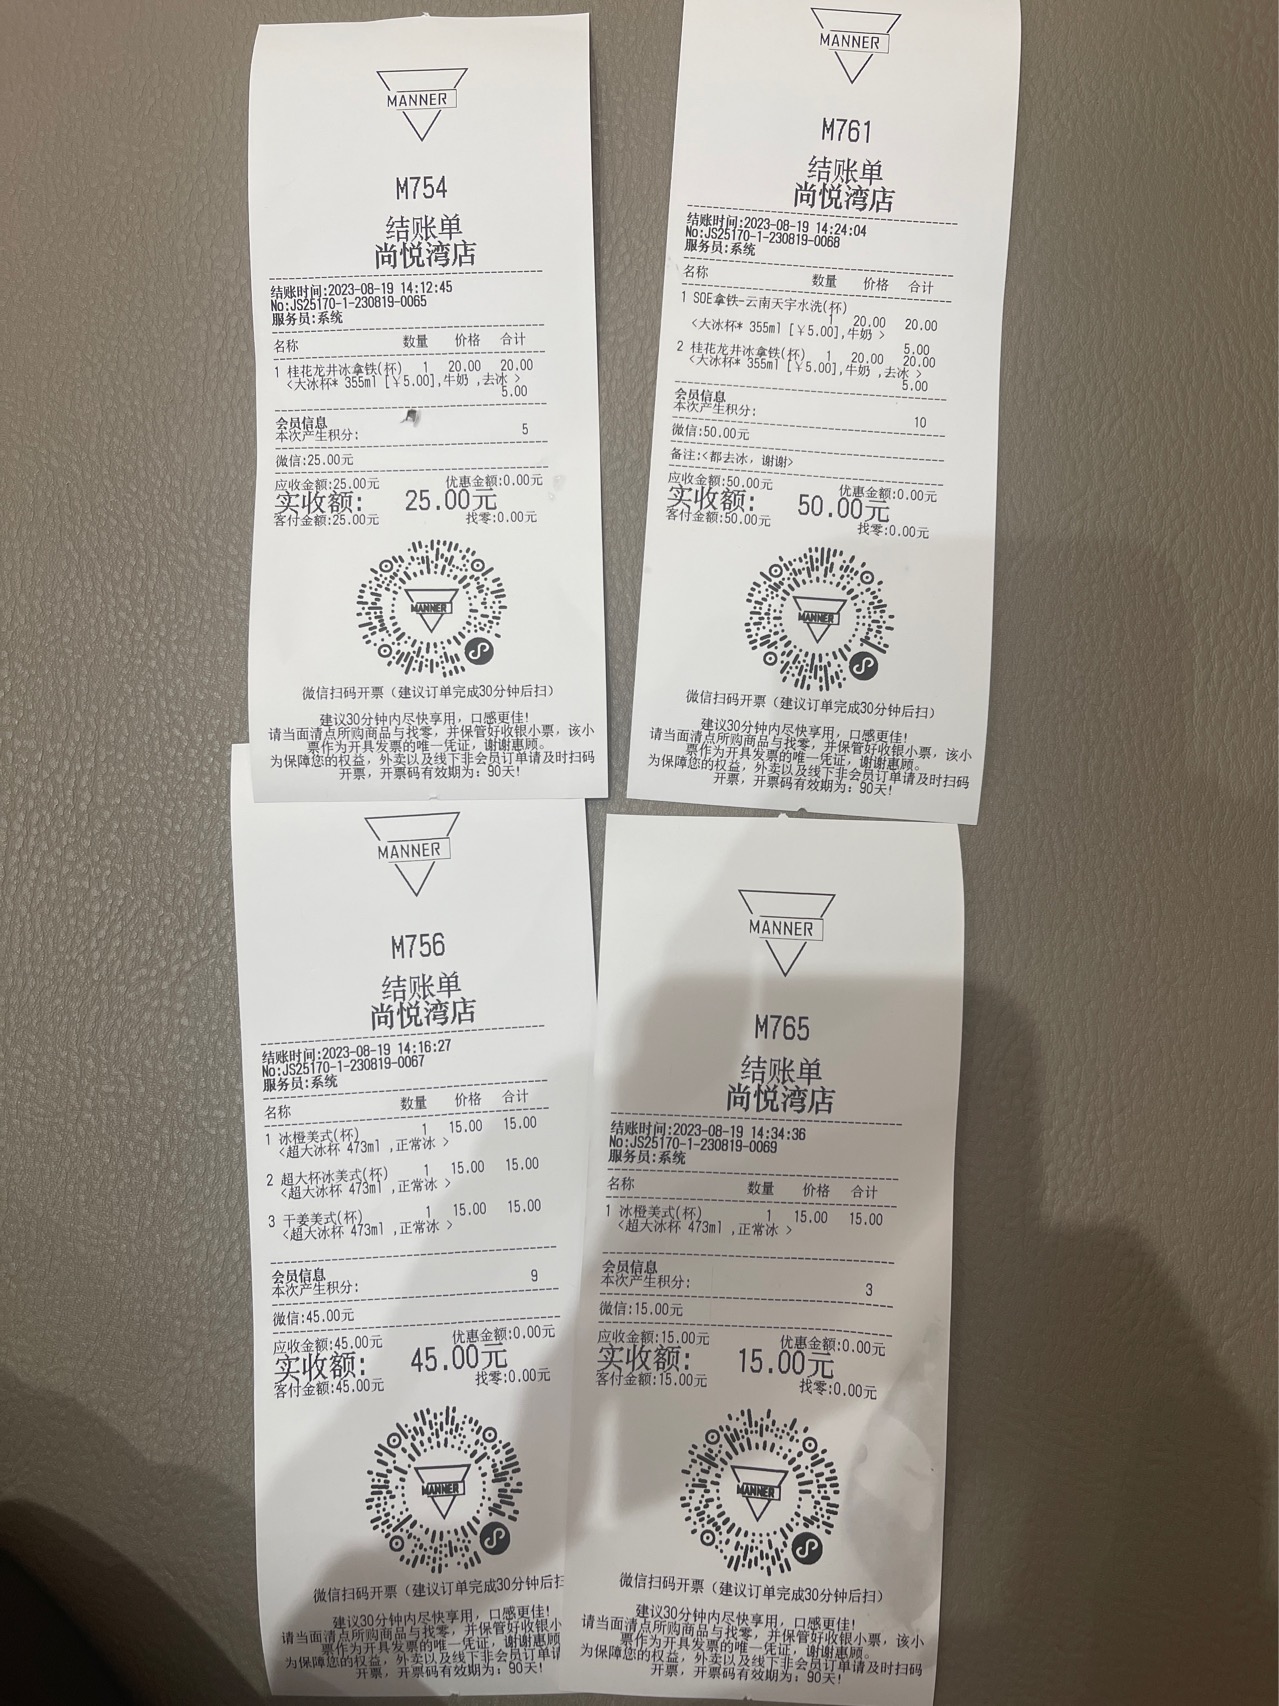 MANNER
M754
结账单
尚悦湾店
结账时间:2023-08-19 14:12:45
No:JS25170-1-230819-0065
服务员:系统
名称 数量 价格 合计
1 桂花龙井冰拿铁(杯) 1 20.00 20.00
<大冰杯* 355ml [￥5.00],牛奶 ,去冰 >
5.00
会员信息
本次产生积分: 5
微信:25.00元
应收金额:25.00元 优惠金额:0.00元
实收额: 25.00元
客付金额:25.00元 找零:0.00元
MANNER
微信扫码开票（建议订单完成30分钟后扫）
建议30分钟内尽快享用，口感更佳!
请当面清点所购商品与找零，并保管好收银小票，该小
票作为开具发票的唯一凭证，谢谢惠顾。
为保障您的权益，外卖以及线下非会员订单请及时扫码
开票，开票码有效期为：90天!
MANNER
M761
结账单
尚悦湾店
结账时间:2023-08-19 14:24:04
No:JS25170-1-230819-0068
服务员:系统
名称 数量 价格 合计
1 SOE拿铁-云南天宇水洗(杯)
1 20.00 20.00
<大冰杯* 355ml [￥5.00],牛奶 >
5.00
2 桂花龙井冰拿铁(杯) 1 20.00 20.00
<大冰杯* 355ml [￥5.00],牛奶 ,去冰 >
5.00
会员信息
本次产生积分: 10
微信:50.00元
备注:<都去冰，谢谢>
应收金额:50.00元 优惠金额:0.00元
实收额: 50.00元
客付金额:50.00元 找零:0.00元
MANNER
微信扫码开票（建议订单完成30分钟后扫）
建议30分钟内尽快享用，口感更佳!
请当面清点所购商品与找零，并保管好收银小票，该小
票作为开具发票的唯一凭证，谢谢惠顾。
为保障您的权益，外卖以及线下非会员订单请及时扫码
开票，开票码有效期为：90天!
MANNER
M756
结账单
尚悦湾店
结账时间:2023-08-19 14:16:27
No:JS25170-1-230819-0067
服务员:系统
名称 数量 价格 合计
1 冰橙美式(杯) 1 15.00 15.00
<超大冰杯 473ml ,正常冰 >
2 超大杯冰美式(杯) 1 15.00 15.00
<超大冰杯 473ml ,正常冰 >
3 干姜美式(杯) 1 15.00 15.00
<超大冰杯 473ml ,正常冰 >
会员信息
本次产生积分: 9
微信:45.00元
应收金额:45.00元 优惠金额:0.00元
实收额: 45.00元
客付金额:45.00元 找零:0.00元
MANNER
微信扫码开票（建议订单完成30分钟后扫
建议30分钟内尽快享用，口感更佳!
请当面清点所购商品与找零，并保管好收银小
票作为开具发票的唯一凭证，谢谢惠顾
为保障您的权益，外卖以及线下非会员订单请
开票，开票码有效期为：90天!
MANNER
M765
结账单
尚悦湾店
结账时间:2023-08-19 14:34:36
No:JS25170-1-230819-0069
服务员:系统
名称 数量 价格 合计
1 冰橙美式(杯) 1 15.00 15.00
<超大冰杯 473ml ,正常冰 >
会员信息
本次产生积分: 3
微信:15.00元
应收金额:15.00元 优惠金额:0.00元
实收额: 15.00元
客付金额:15.00元 找零:0.00元
MANNER
微信扫码开票（建议订单完成30分钟后扫）
建议30分钟内尽快享用，口感更佳!
请当面清点所购商品与找零，并保管好收银小票，该小
票作为开具发票的唯一凭证，谢谢惠顾。
为保障您的权益，外卖以及线下非会员订单请及时扫码
开票，开票码有效期为：90天!